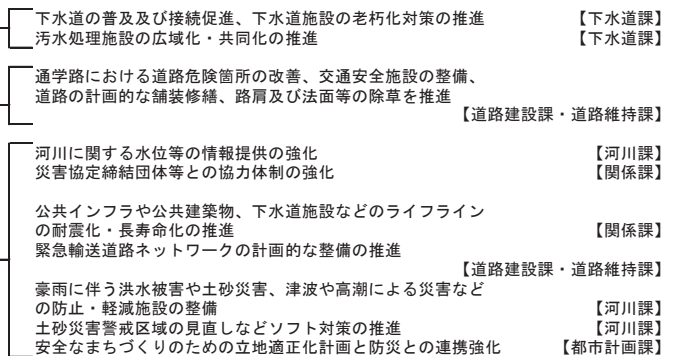 下水道の普及及び接続促進、下水道施設の老朽化対策の推進 【下水道課】
汚水処理施設の広域化・共同化の推進 【下水道課】
通学路における道路危険箇所の改善、交通安全施設の整備、
道路の計画的な舗装修繕、路肩及び法面等の除草を推進
【道路建設課・道路維持課】
河川に関する水位等の情報提供の強化 【河川課】
災害協定締結団体等との協力体制の強化 【関係課】
公共インフラや公共建築物、下水道施設などのライフライン
の耐震化・長寿命化の推進 【関係課】
緊急輸送道路ネットワークの計画的な整備の推進
【道路建設課・道路維持課】
豪雨に伴う洪水被害や土砂災害、津波や高潮による災害など
の防止・軽減施設の整備 【河川課】
土砂災害警戒区域の見直しなどソフト対策の推進 【河川課】
安全なまちづくりのための立地適正化計画と防災との連携強化 【都市計画課】